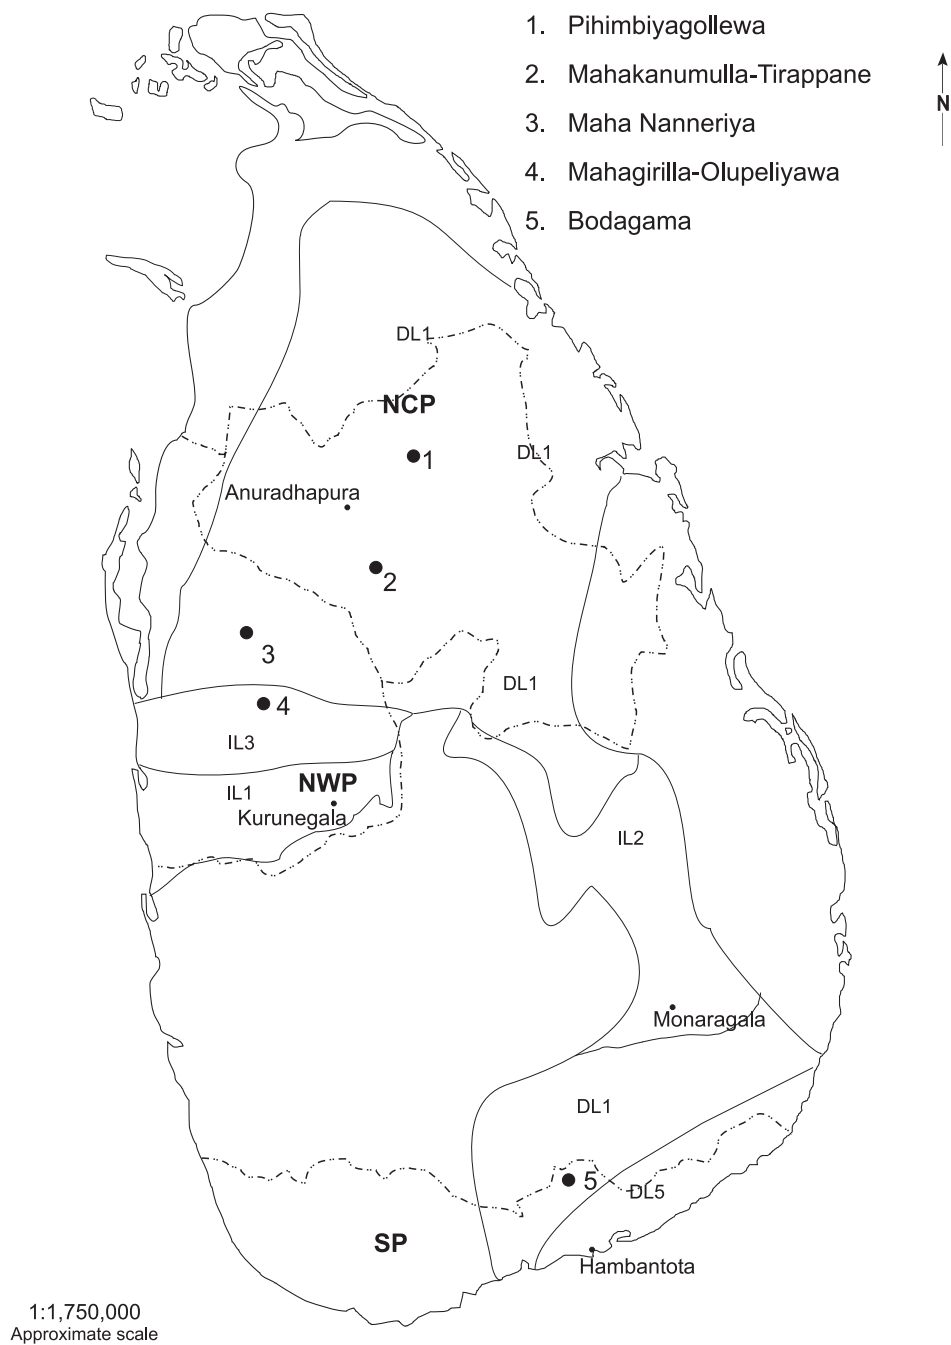 1. Pihimbiyagollewa
2. Mahakanumulla-Tirappane
3. Maha Nanneriya
4. Mahagirilla-Olupeliyawa
5. Bodagama
N
DL1
NCP
DL1
1
Anuradhapura
2
3
DL1
4
IL3
NWP
IL1
Kurunegala
IL2
Monaragala
DL1
5
DL5
SP
Hambantota
1:1,750,000
Approximate scale